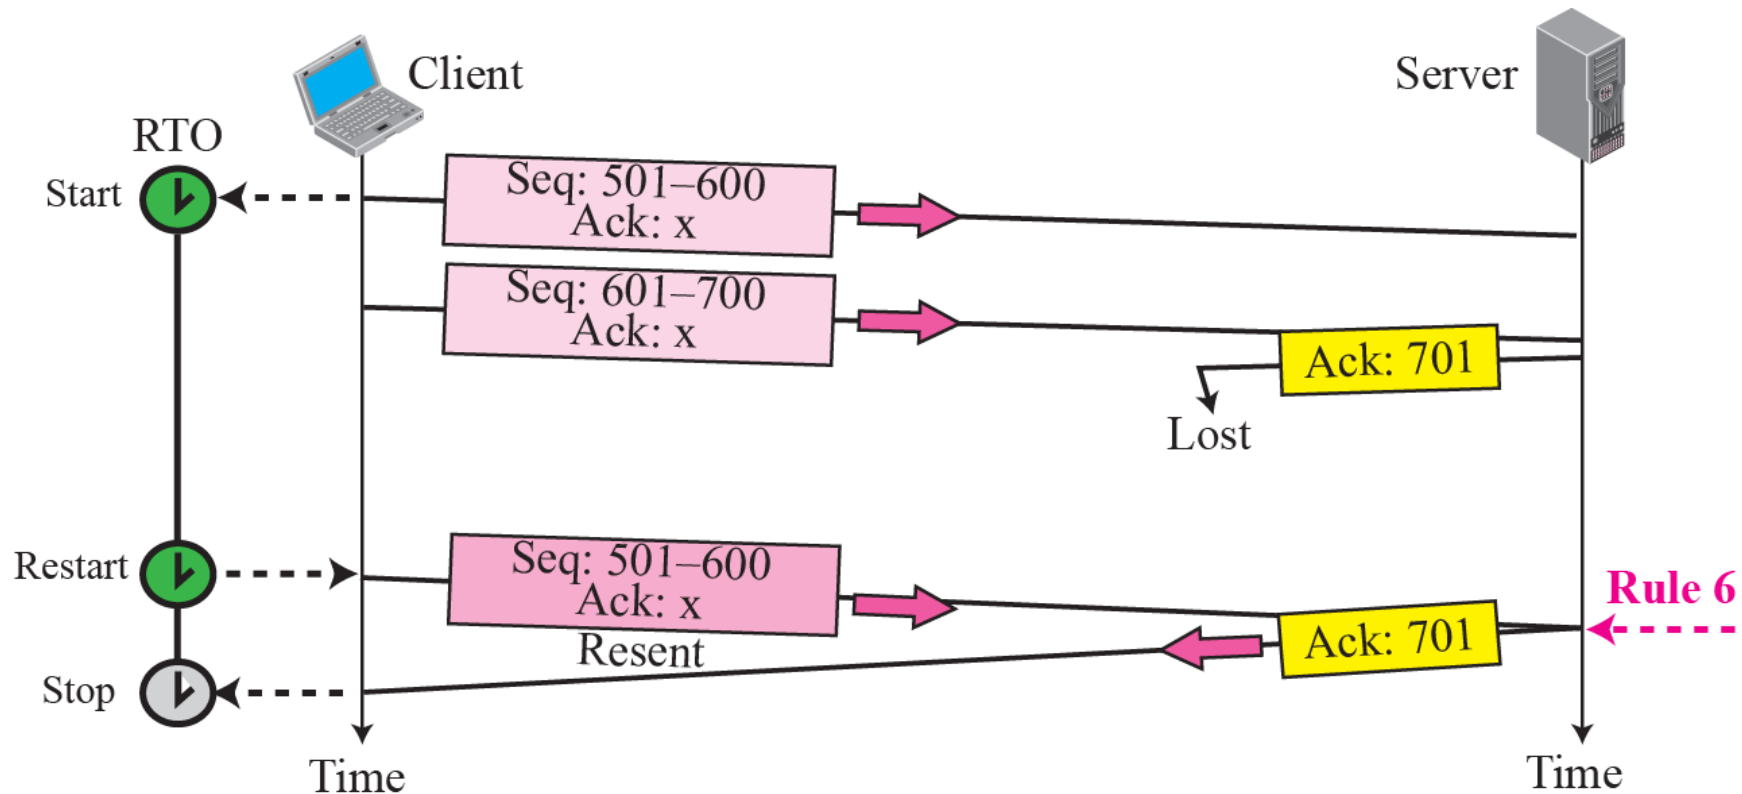 Client
Server
RTO
Start
Seq: 501–600
Ack: x
Seq: 601–700
Ack: x
Ack: 701
Lost
Restart
Seq: 501–600
Ack: x
Resent
Rule 6
Ack: 701
Stop
Time
Time